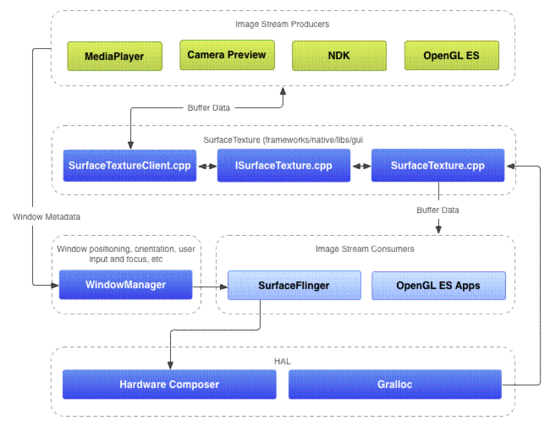 Image Stream Producers
MediaPlayer
Camera Preview
NDK
OpenGL ES
Buffer Data
SurfaceTexture (frameworks/native/libs/gui
SurfaceTextureClient.cpp
ISurfaceTexture.cpp
SurfaceTexture.cpp
Buffer Data
Window Metadata
Window positioning, orientation, user
input and focus, etc
WindowManager
Image Stream Consumers
SurfaceFlinger
OpenGL ES Apps
HAL
Hardware Composer
Gralloc